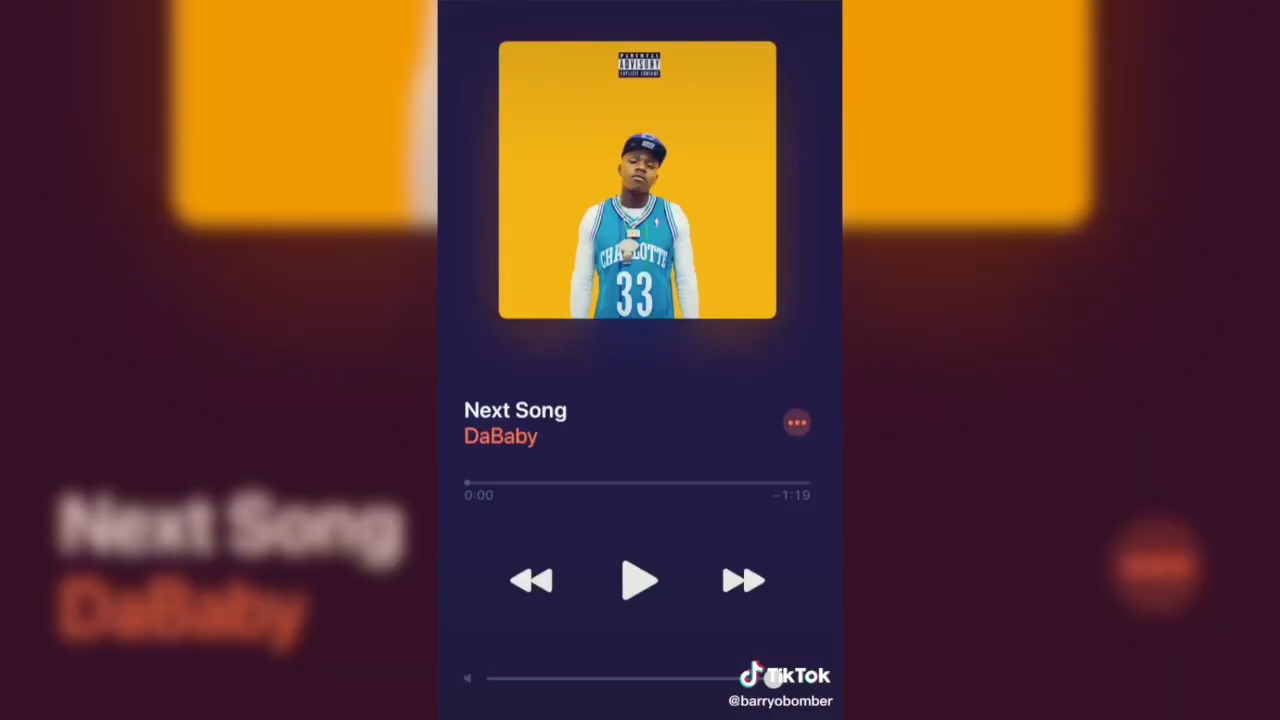 PARENTAL
ADVISORY
EXPLICIT CONTENT
CHARLOTTE
33
Next Song
DaBaby
0:00
-1:19
Next Song
DaBaby
TikTok
@barryobomber